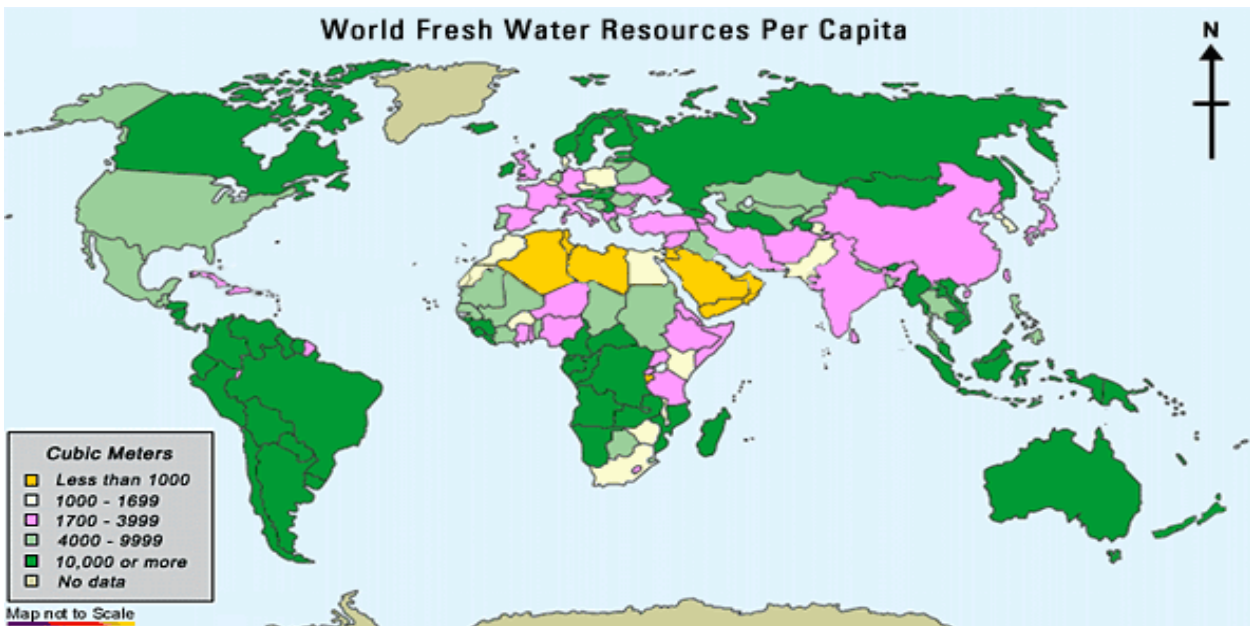 World Fresh Water Resources Per Capita
N
Cubic Meters
Less than 1000
1000 - 1699
1700 - 3999
4000 - 9999
10,000 or more
No data
Map not to Scale